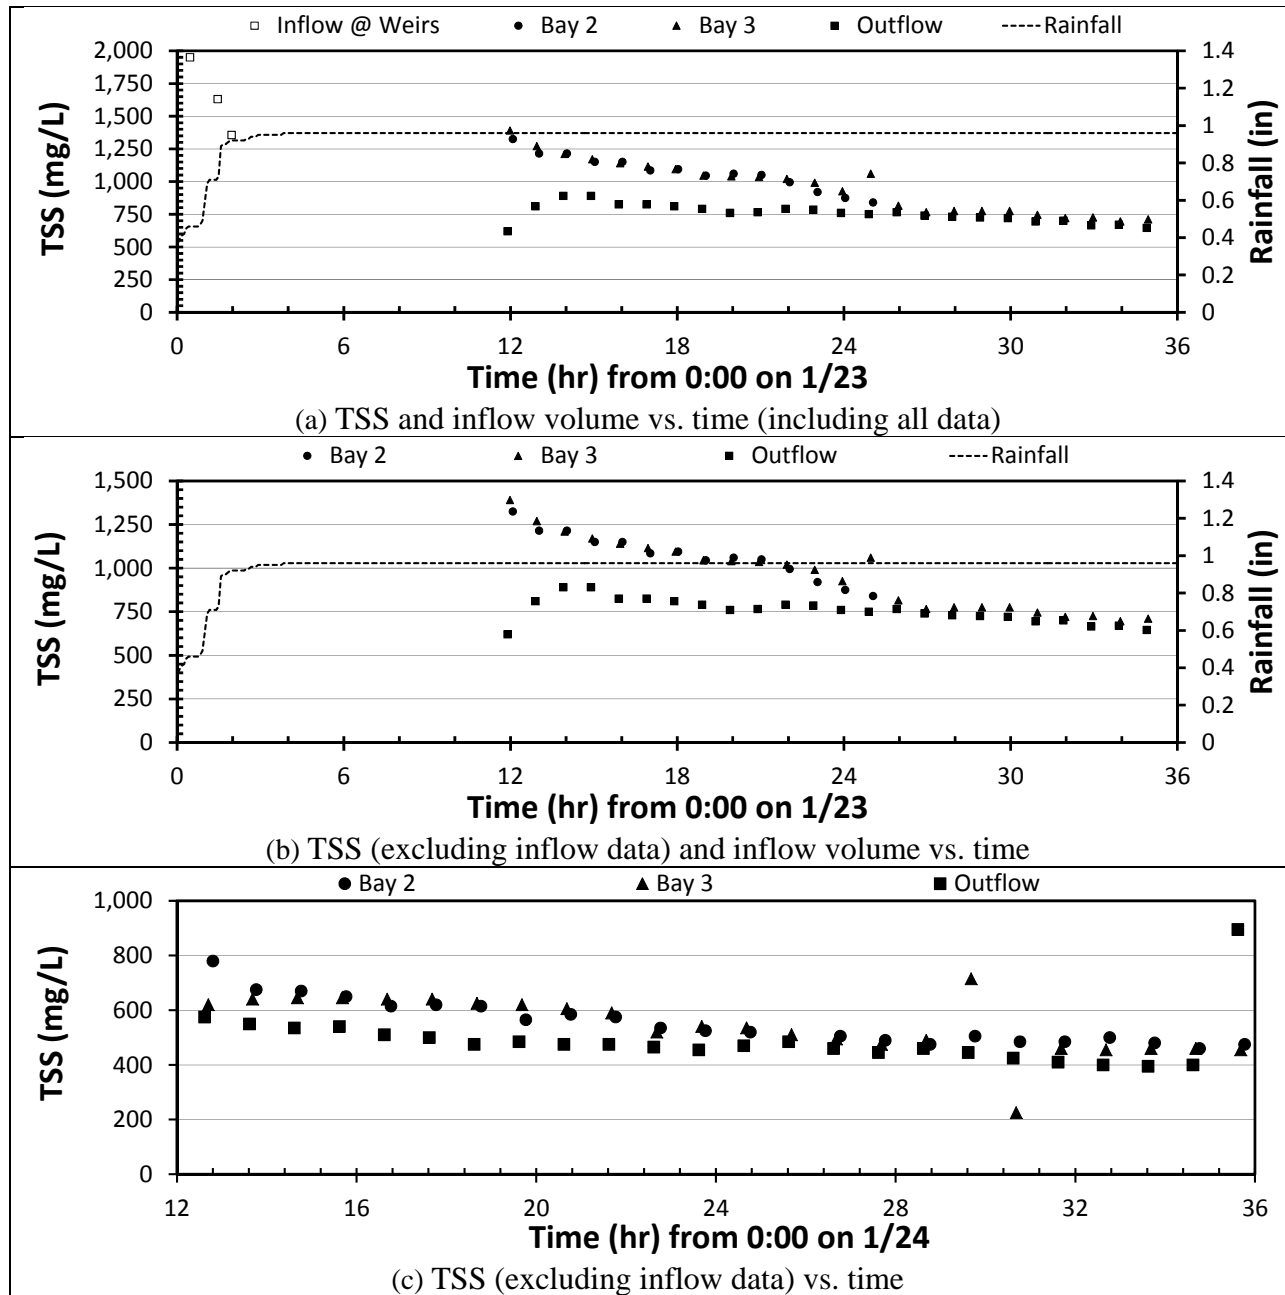 Inflow @ Weirs Bay 2 Bay 3 Outflow Rainfall
2,000
1,750
1,500
1,250
1,000
750
500
250
0
TSS (mg/L)
1.4
1.2
1
0.8
0.6
0.4
0.2
0
Rainfall (in)
0 6 12 18 24 30 36
Time (hr) from 0:00 on 1/23
(a) TSS and inflow volume vs. time (including all data)
Bay 2 Bay 3 Outflow Rainfall
1,500
1,250
1,000
750
500
250
0
TSS (mg/L)
1.4
1.2
1
0.8
0.6
0.4
0.2
0
Rainfall (in)
0 6 12 18 24 30 36
Time (hr) from 0:00 on 1/23
(b) TSS (excluding inflow data) and inflow volume vs. time
Bay 2 Bay 3 Outflow
1,000
800
600
400
200
0
TSS (mg/L)
12 16 20 24 28 32 36
Time (hr) from 0:00 on 1/24
(c) TSS (excluding inflow data) vs. time